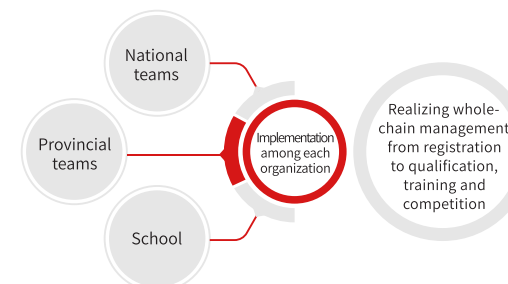 National
teams
Provincial
teams
School
Implementation
among each
organization
Realizing whole-
chain management
from registration
to qualification,
training and
competition